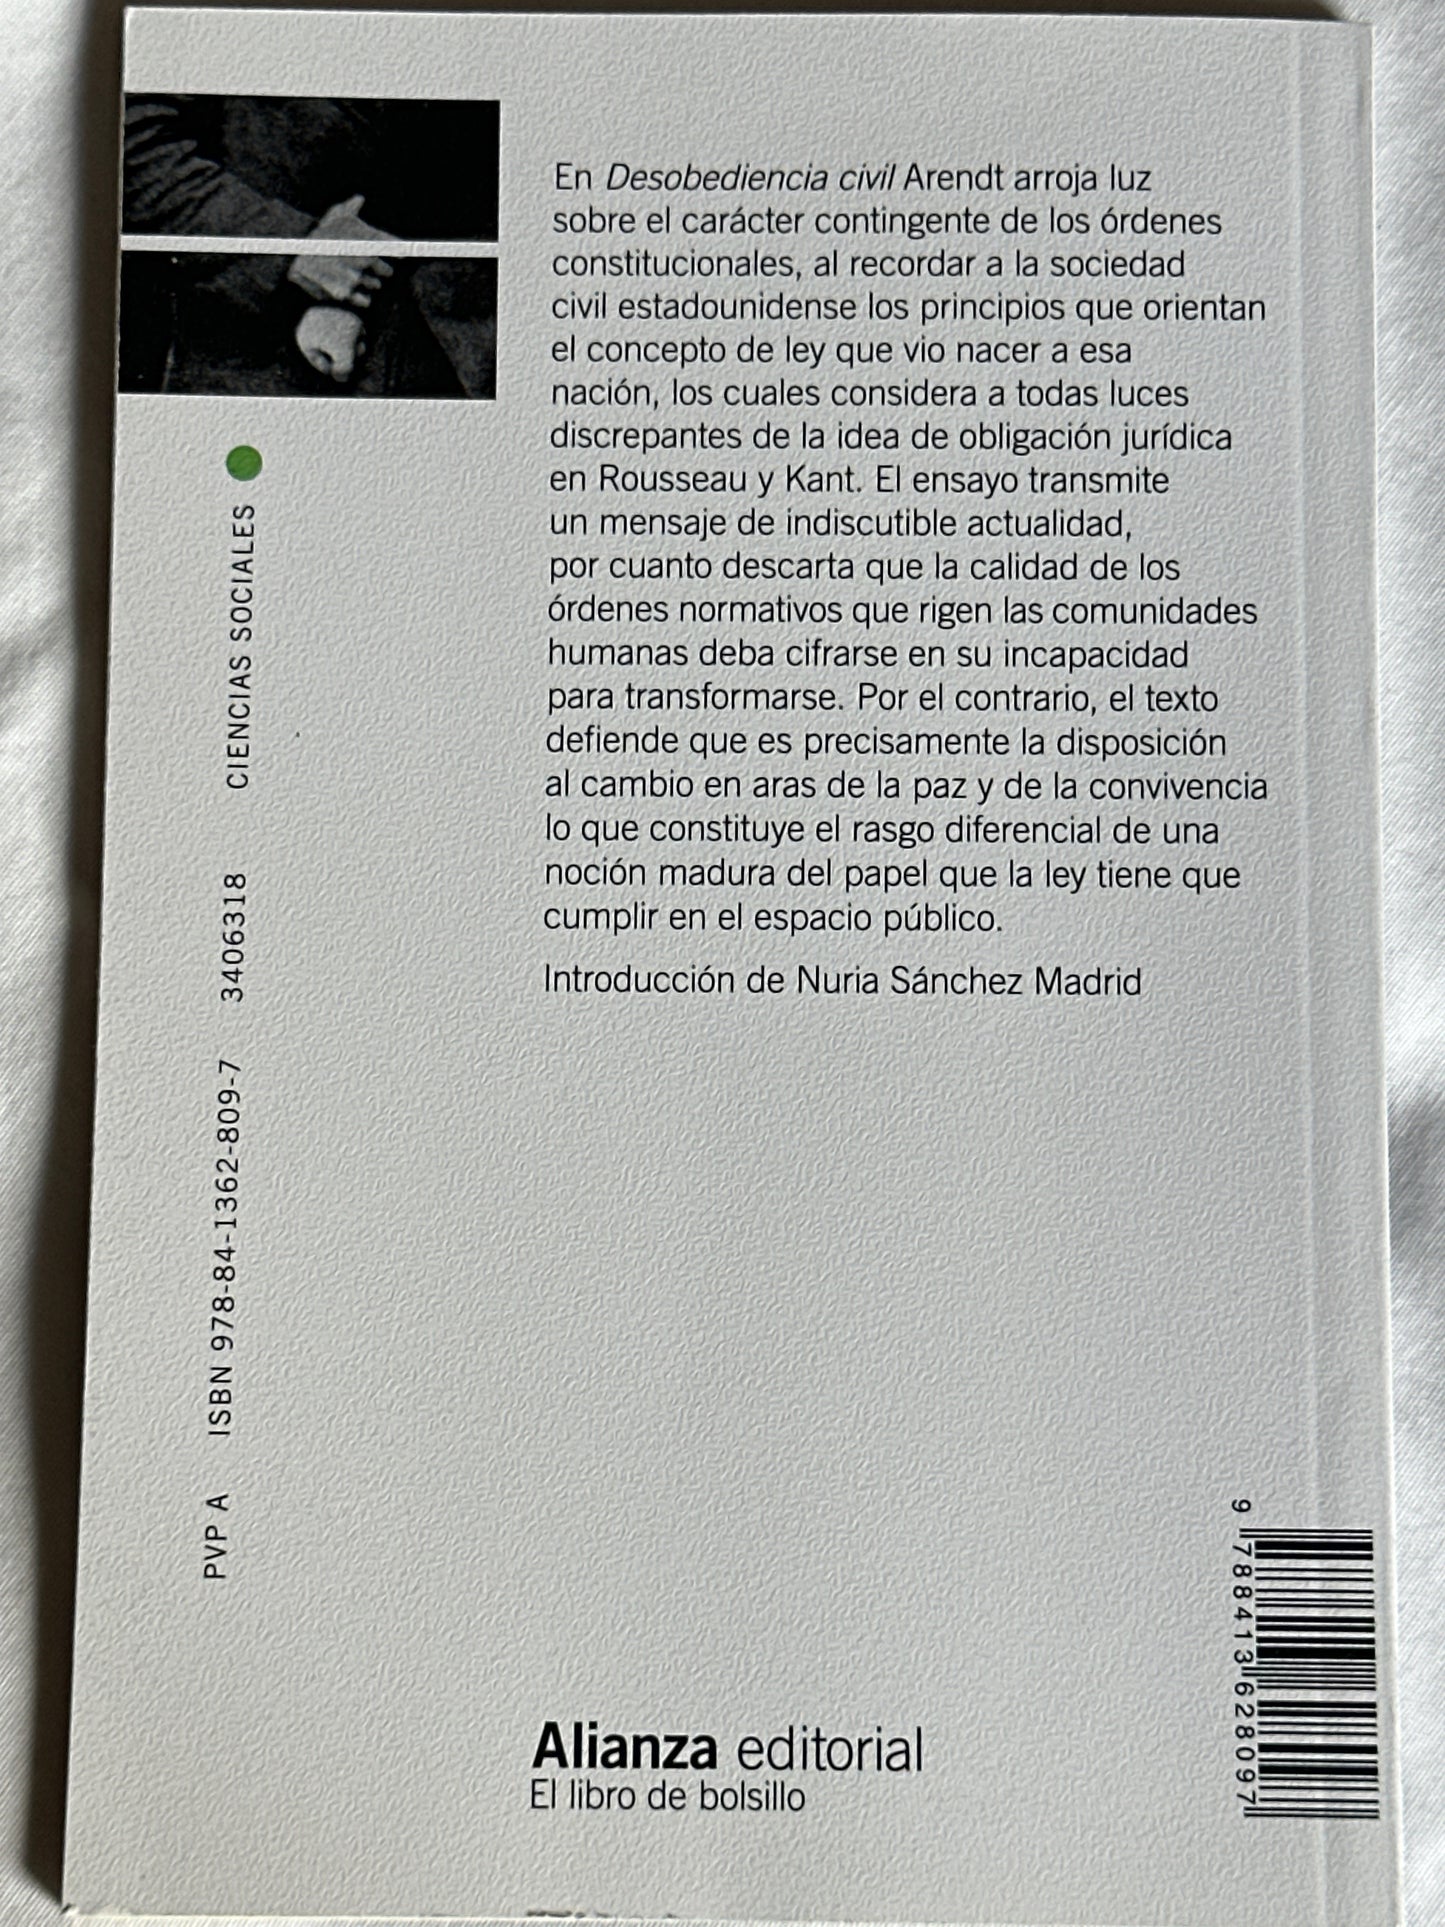 En Desobediencia civil Arendt arroja luz
sobre el carácter contingente de los órdenes
constitucionales, al recordar a la sociedad
civil estadounidense los principios que orientan
el concepto de ley que vio nacer a esa
nación, los cuales considera a todas luces
discrepantes de la idea de obligación jurídica
en Rousseau y Kant. El ensayo transmite
un mensaje de indiscutible actualidad,
por cuanto descarta que la calidad de los
órdenes normativos que rigen las comunidades
humanas deba cifrarse en su incapacidad
para transformarse. Por el contrario, el texto
defiende que es precisamente la disposición
al cambio en aras de la paz y de la convivencia
lo que constituye el rasgo diferencial de una
noción madura del papel que la ley tiene que
cumplir en el espacio público.
Introducción de Nuria Sánchez Madrid
PVP A ISBN 978-84-1362-809-7 3406318 CIENCIAS SOCIALES
Alianza editorial
El libro de bolsillo
9 788413 628097